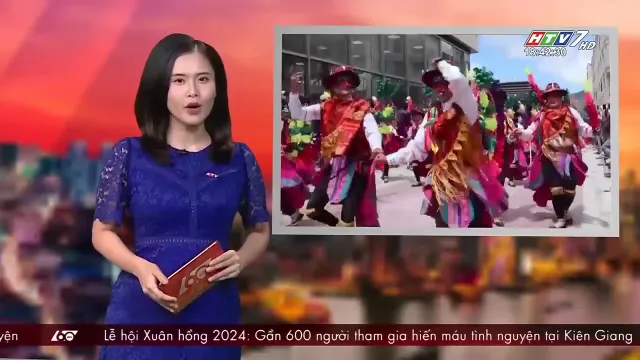 HTV7 HD
18:42:30
yện 60 Lễ hội Xuân hồng 2024: Gần 600 người tham gia hiến máu tình nguyện tại Kiên Giang